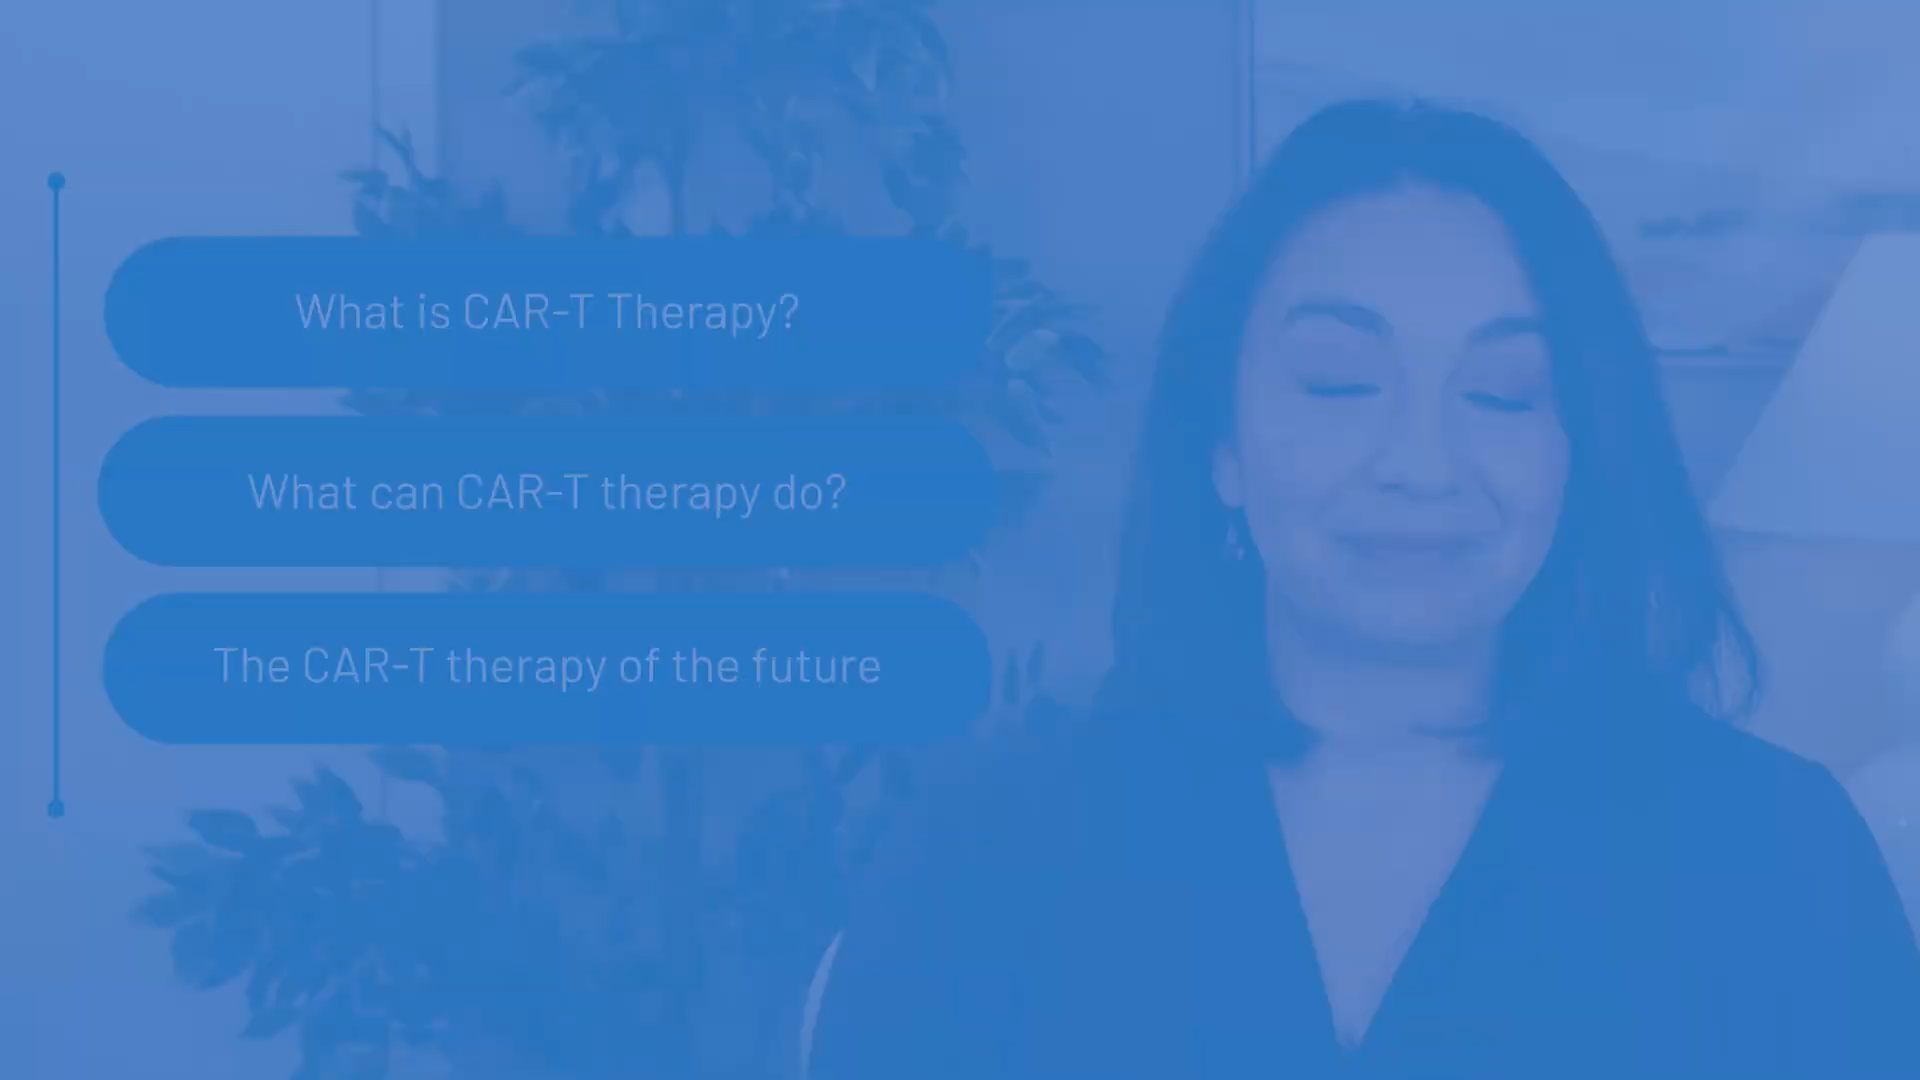 What is CAR-T Therapy?
What can CAR-T therapy do?
The CAR-T therapy of the future